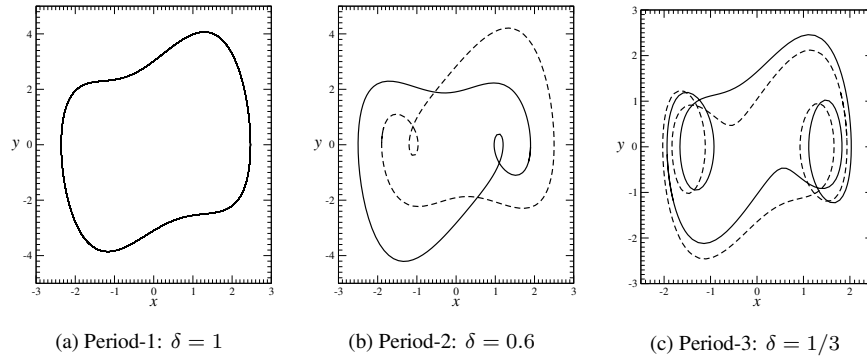 4
2
y 0
-2
-4
-3 -2 -1 0 1 2 3
x
(a) Period-1: δ = 1
4
2
y 0
-2
-4
-3 -2 -1 0 1 2 3
x
(b) Period-2: δ = 0.6
3
2
1
y 0
-1
-2
-3
-2 -1 0 1 2
x
(c) Period-3: δ = 1/3